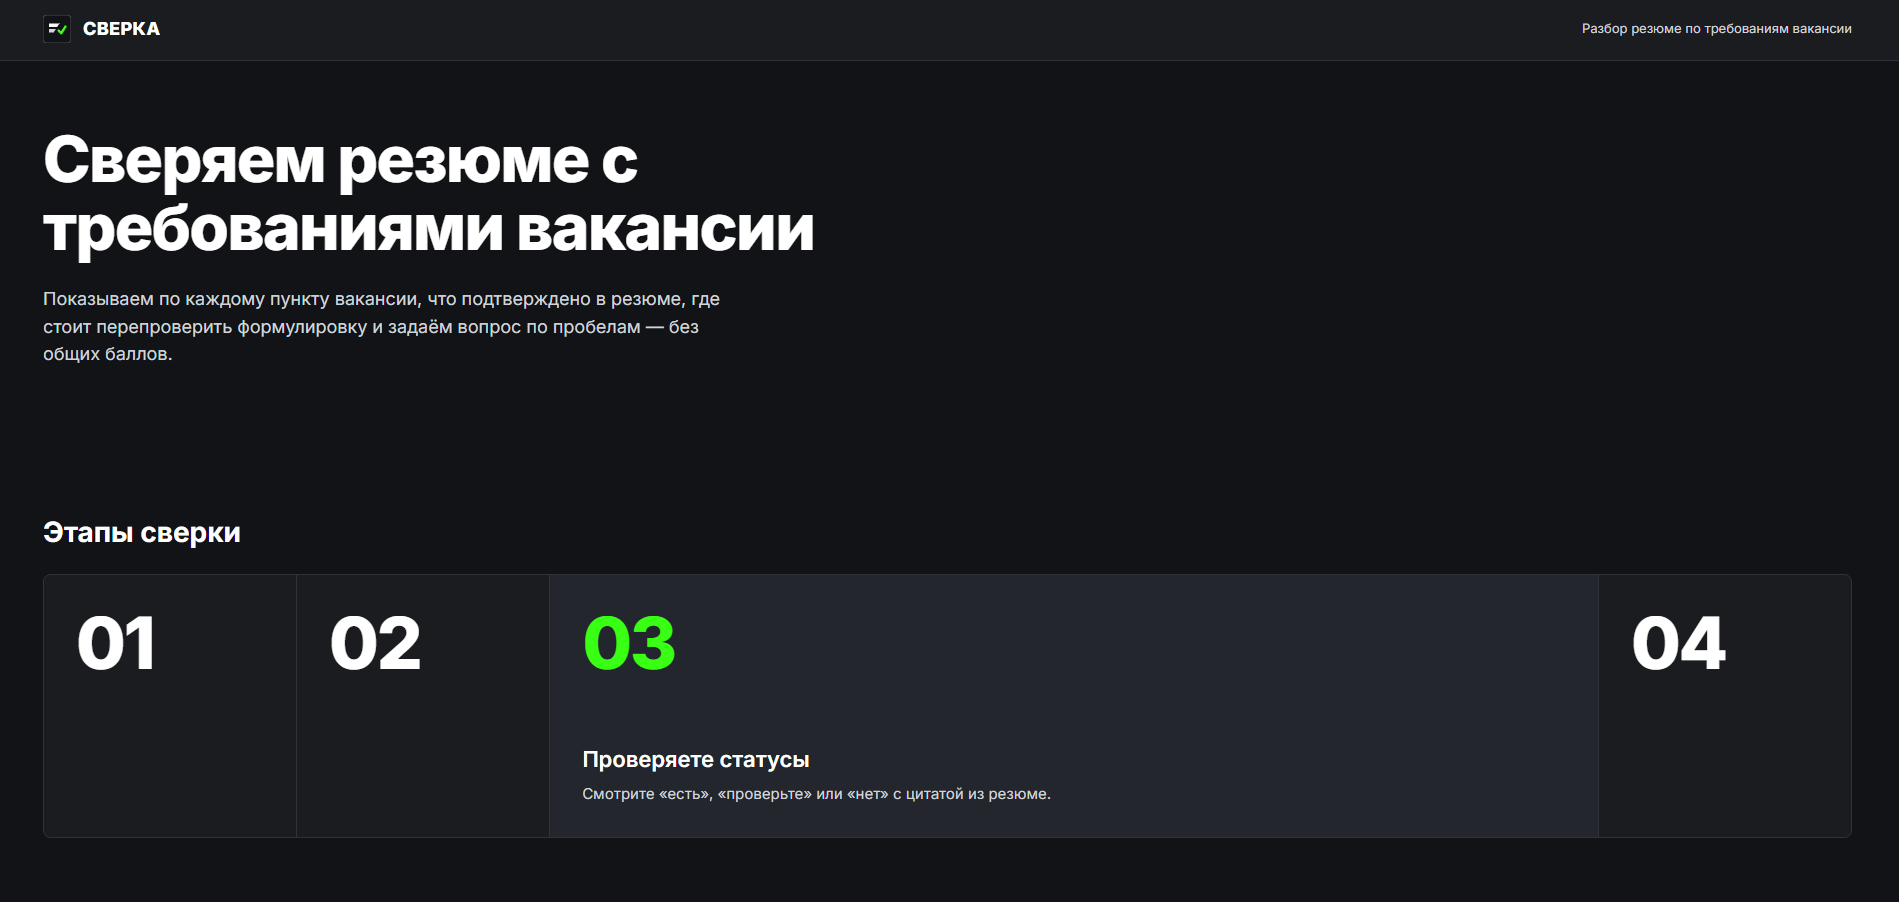 СВЕРКА
Разбор резюме по требованиям вакансии
Сверяем резюме с
требованиями вакансии
Показываем по каждому пункту вакансии, что подтверждено в резюме, где
стоит перепроверить формулировку и задаём вопрос по пробелам — без
общих баллов.
Этапы сверки
01
02
03
Проверяете статусы
Смотрите «есть», «проверьте» или «нет» с цитатой из резюме.
04